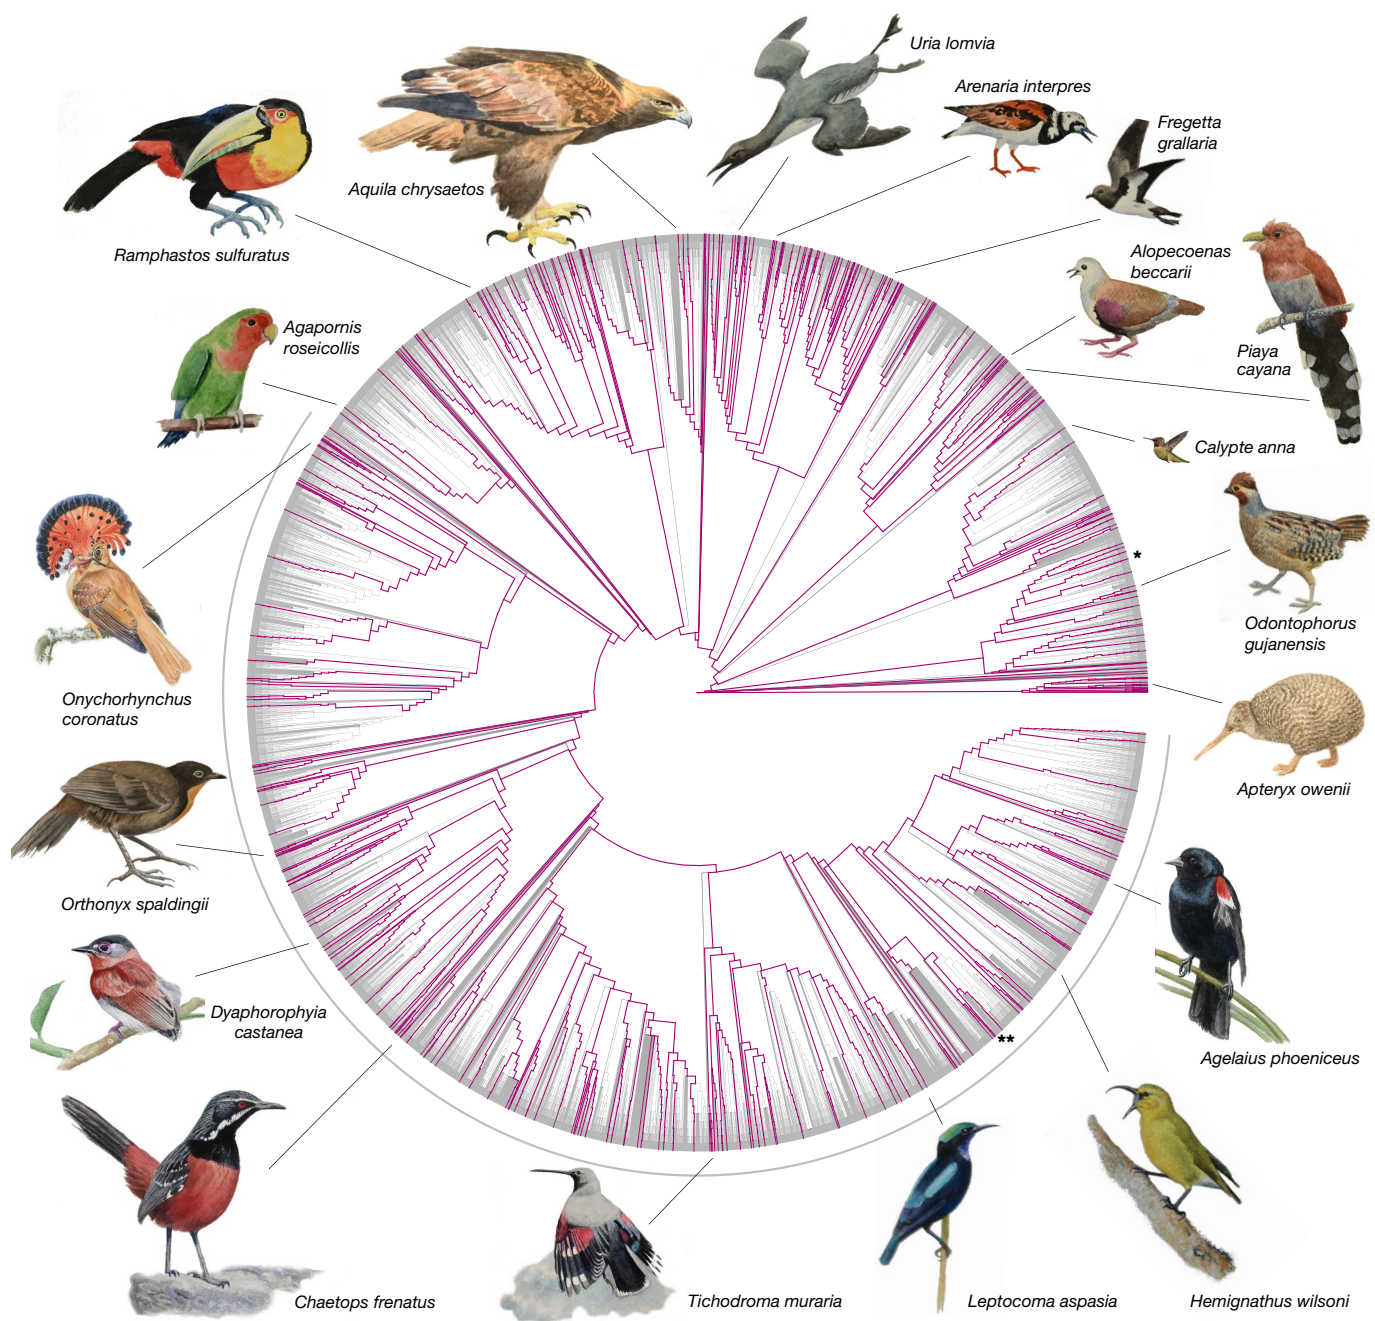 Uria lomvia
Arenaria interpres
Fregetta
grallaria
Aquila chrysaetos
Ramphastos sulfuratus
Alopecoenas
beccarii
Agapornis
roseicollis
Piaya
cayana
Calypte anna
*
Odontophorus
gujanensis
Onychorhynchus
coronatus
Apteryx owenii
Orthonyx spaldingii
Dyaphorophyia
castanea
**
Agelaius phoeniceus
Chaetops frenatus
Tichodroma muraria
Leptocoma aspasia
Hemignathus wilsoni